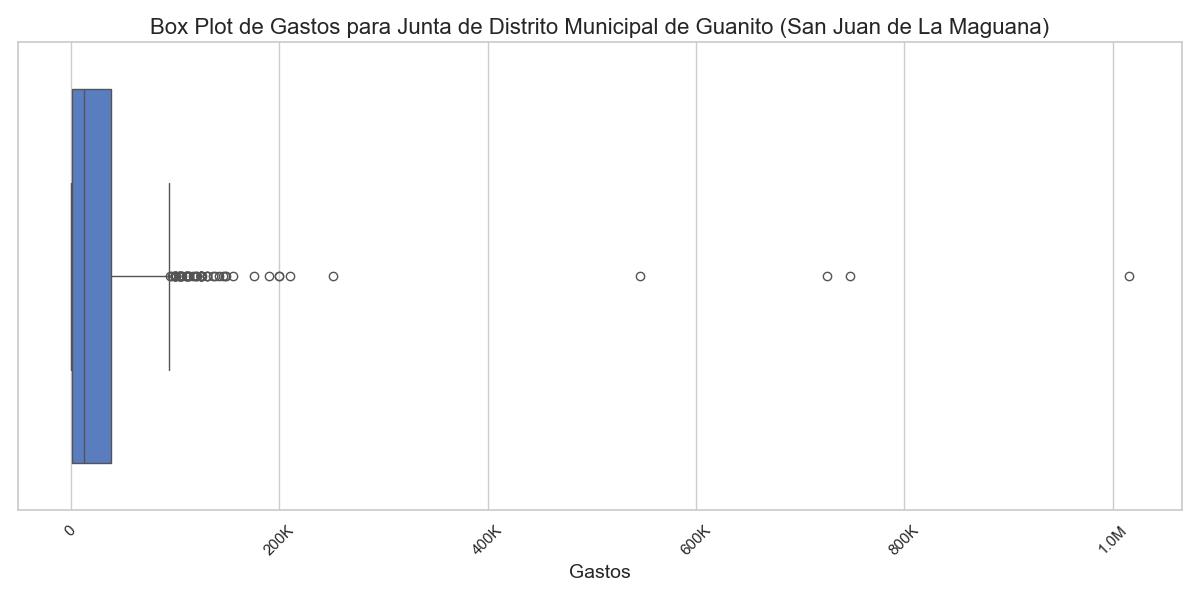 Box Plot de Gastos para Junta de Distrito Municipal de Guanito (San Juan de La Maguana)
0
200K
400K
600K
800K
1.0M
Gastos